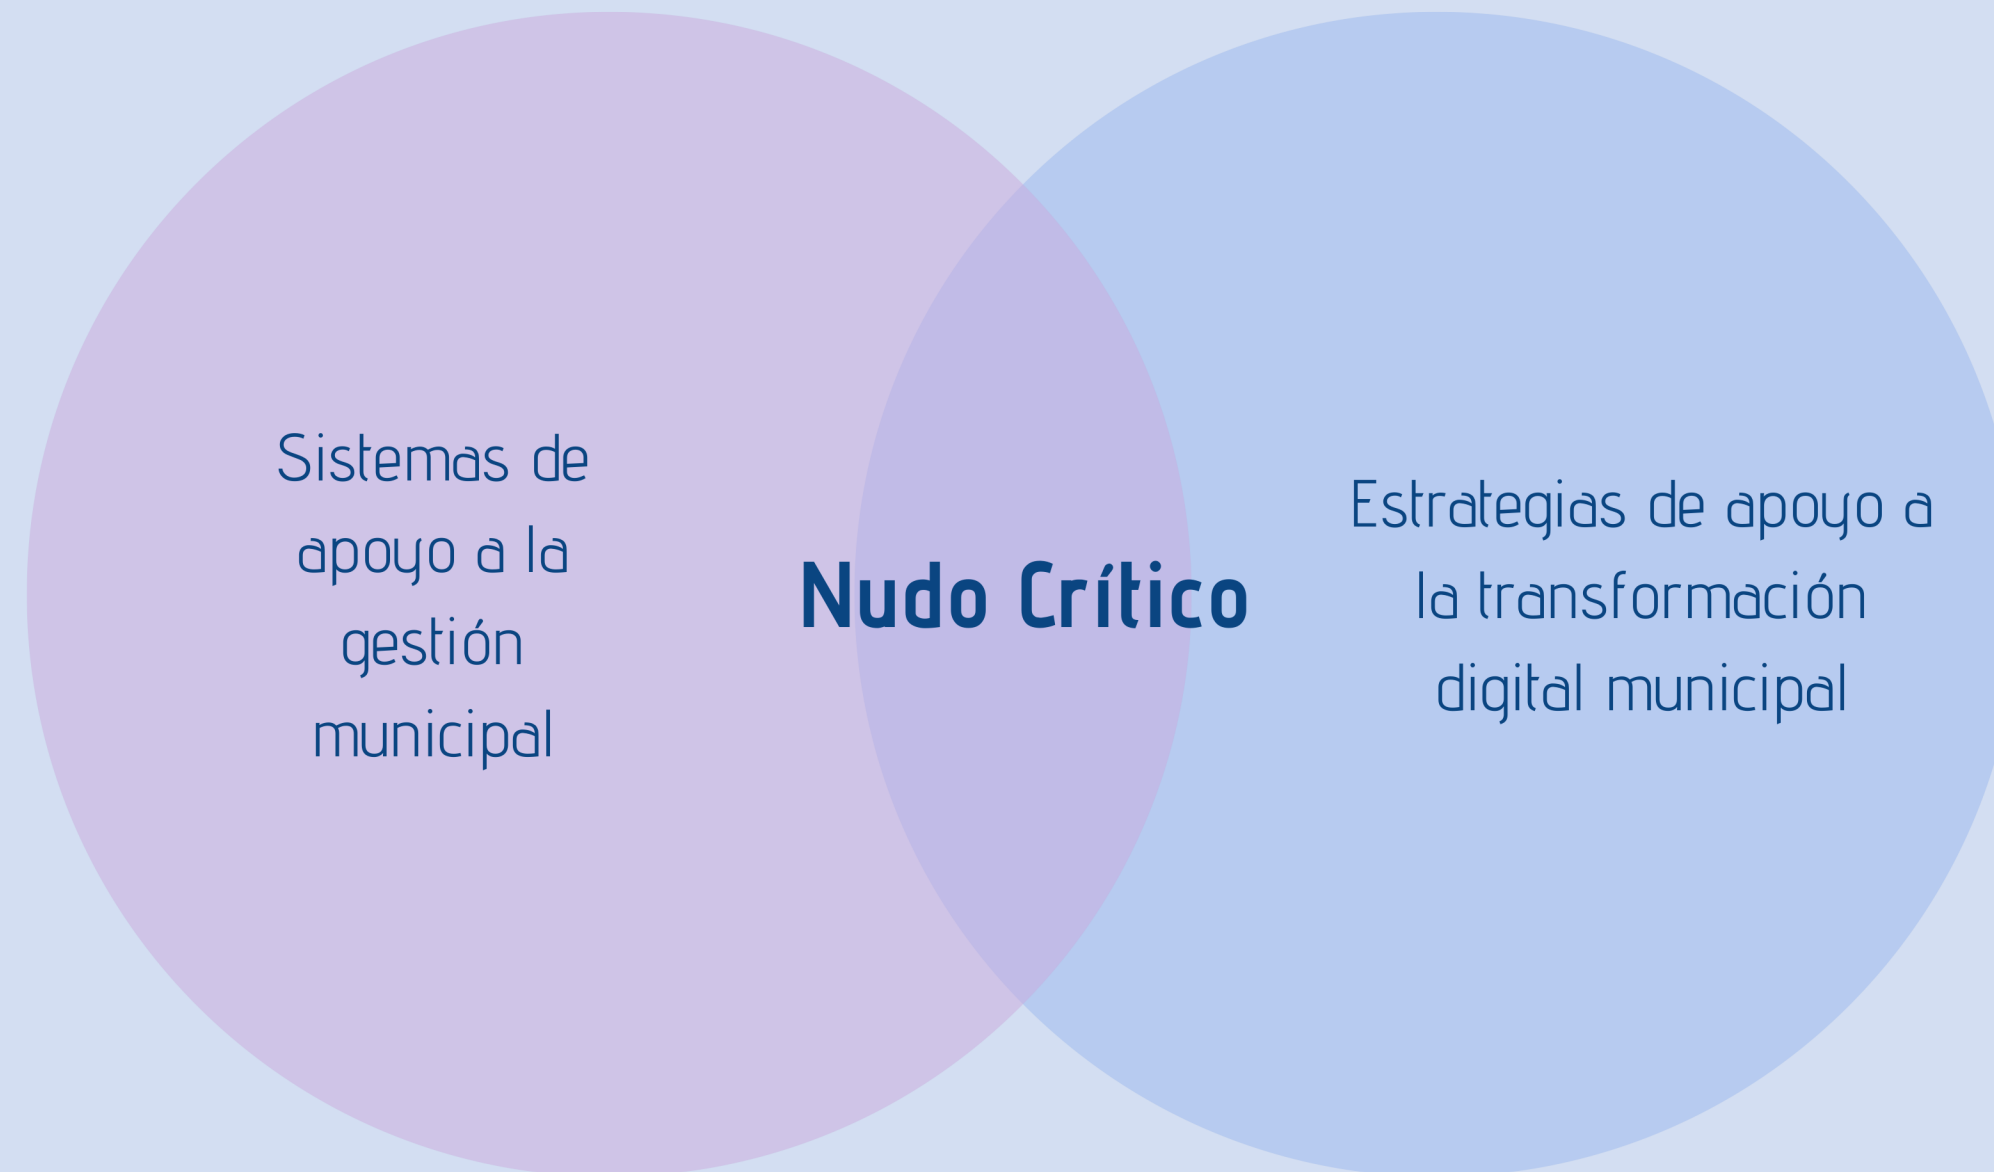 Sistemas de
apoyo a la
gestión
municipal
Nudo Crítico
Estrategias de apoyo a
la transformación
digital municipal